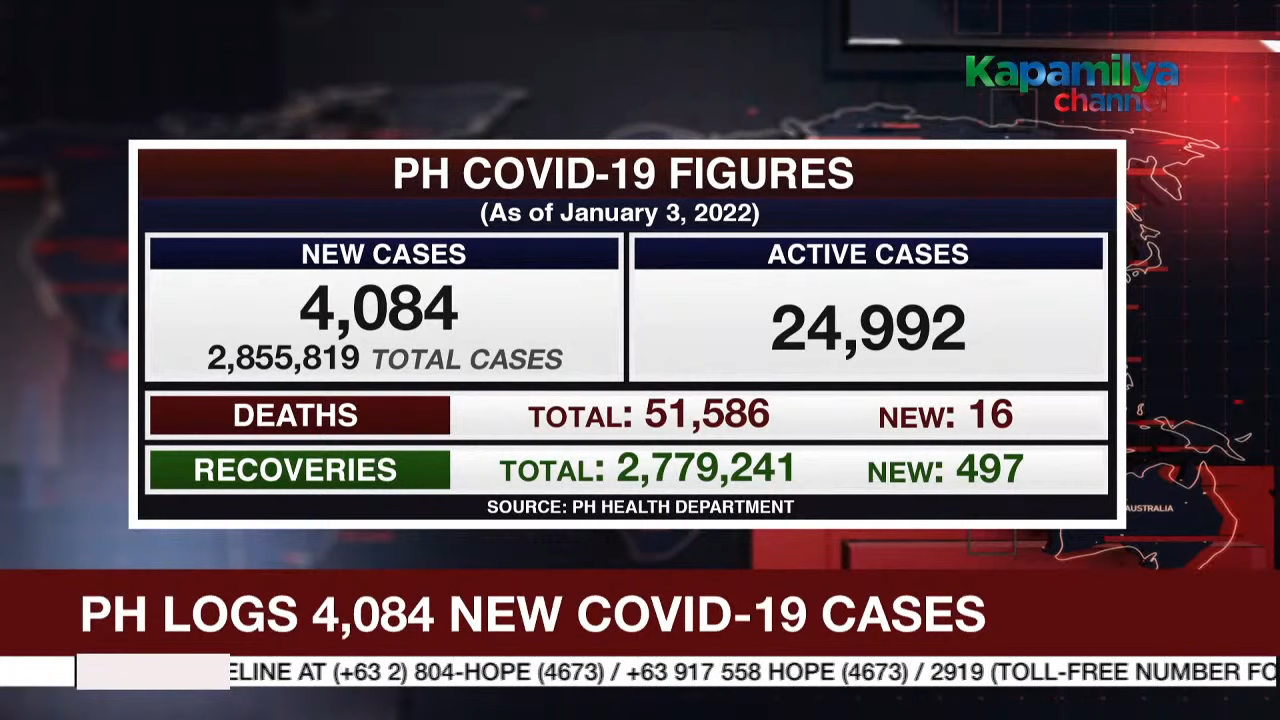 Kapamilya
channel
PH COVID-19 FIGURES
(As of January 3, 2022)
NEW CASES
4,084
2,855,819 TOTAL CASES
ACTIVE CASES
24,992
DEATHS TOTAL: 51,586 NEW: 16
RECOVERIES TOTAL: 2,779,241 NEW: 497
SOURCE: PH HEALTH DEPARTMENT
AUSTRALIA
PH LOGS 4,084 NEW COVID-19 CASES
ELINE AT (+63 2) 804-HOPE (4673) / +63 917 558 HOPE (4673) / 2919 (TOLL-FREE NUMBER FO